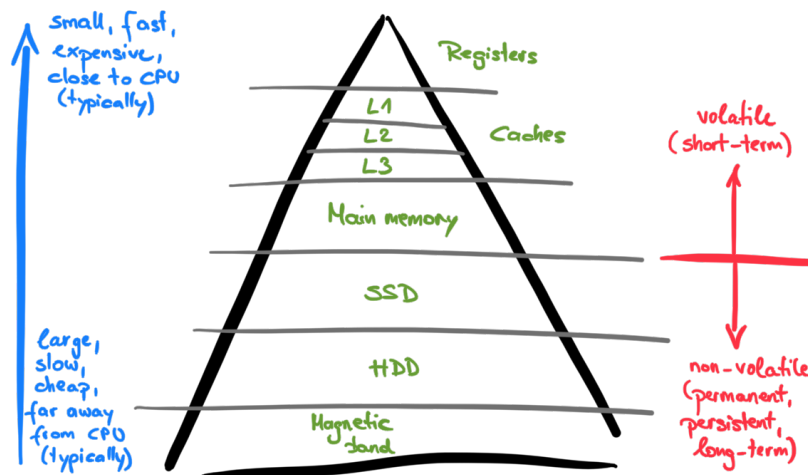 small, fast,
expensive,
close to CPU
(typically)
Registers
L1
L2
L3
Caches
volatile
(short-term)
Main memory
SSD
HDD
Magnetic
band
large,
slow,
cheap,
far away
from CPU
(typically)
non-volatile
(permanent,
persistent,
long-term)